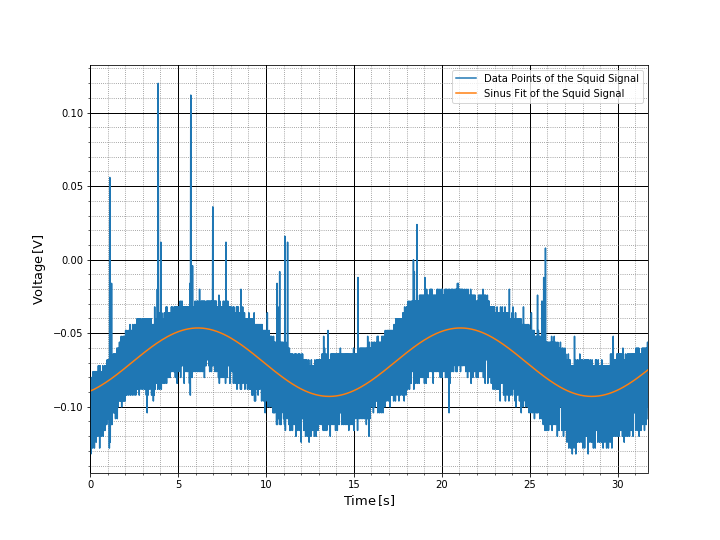 Data Points of the Squid Signal
Sinus Fit of the Squid Signal
0.10
0.05
0.00
−0.05
−0.10
Voltage [V]
0 5 10 15 20 25 30
Time [s]